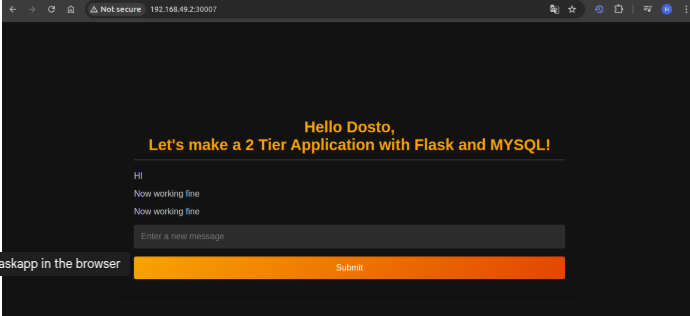 Not secure
192.168.49.2:30007
H
Hello Dosto,
Let's make a 2 Tier Application with Flask and MYSQL!
HI
Now working fine
Now working fine
Enter a new message
askapp in the browser
Submit